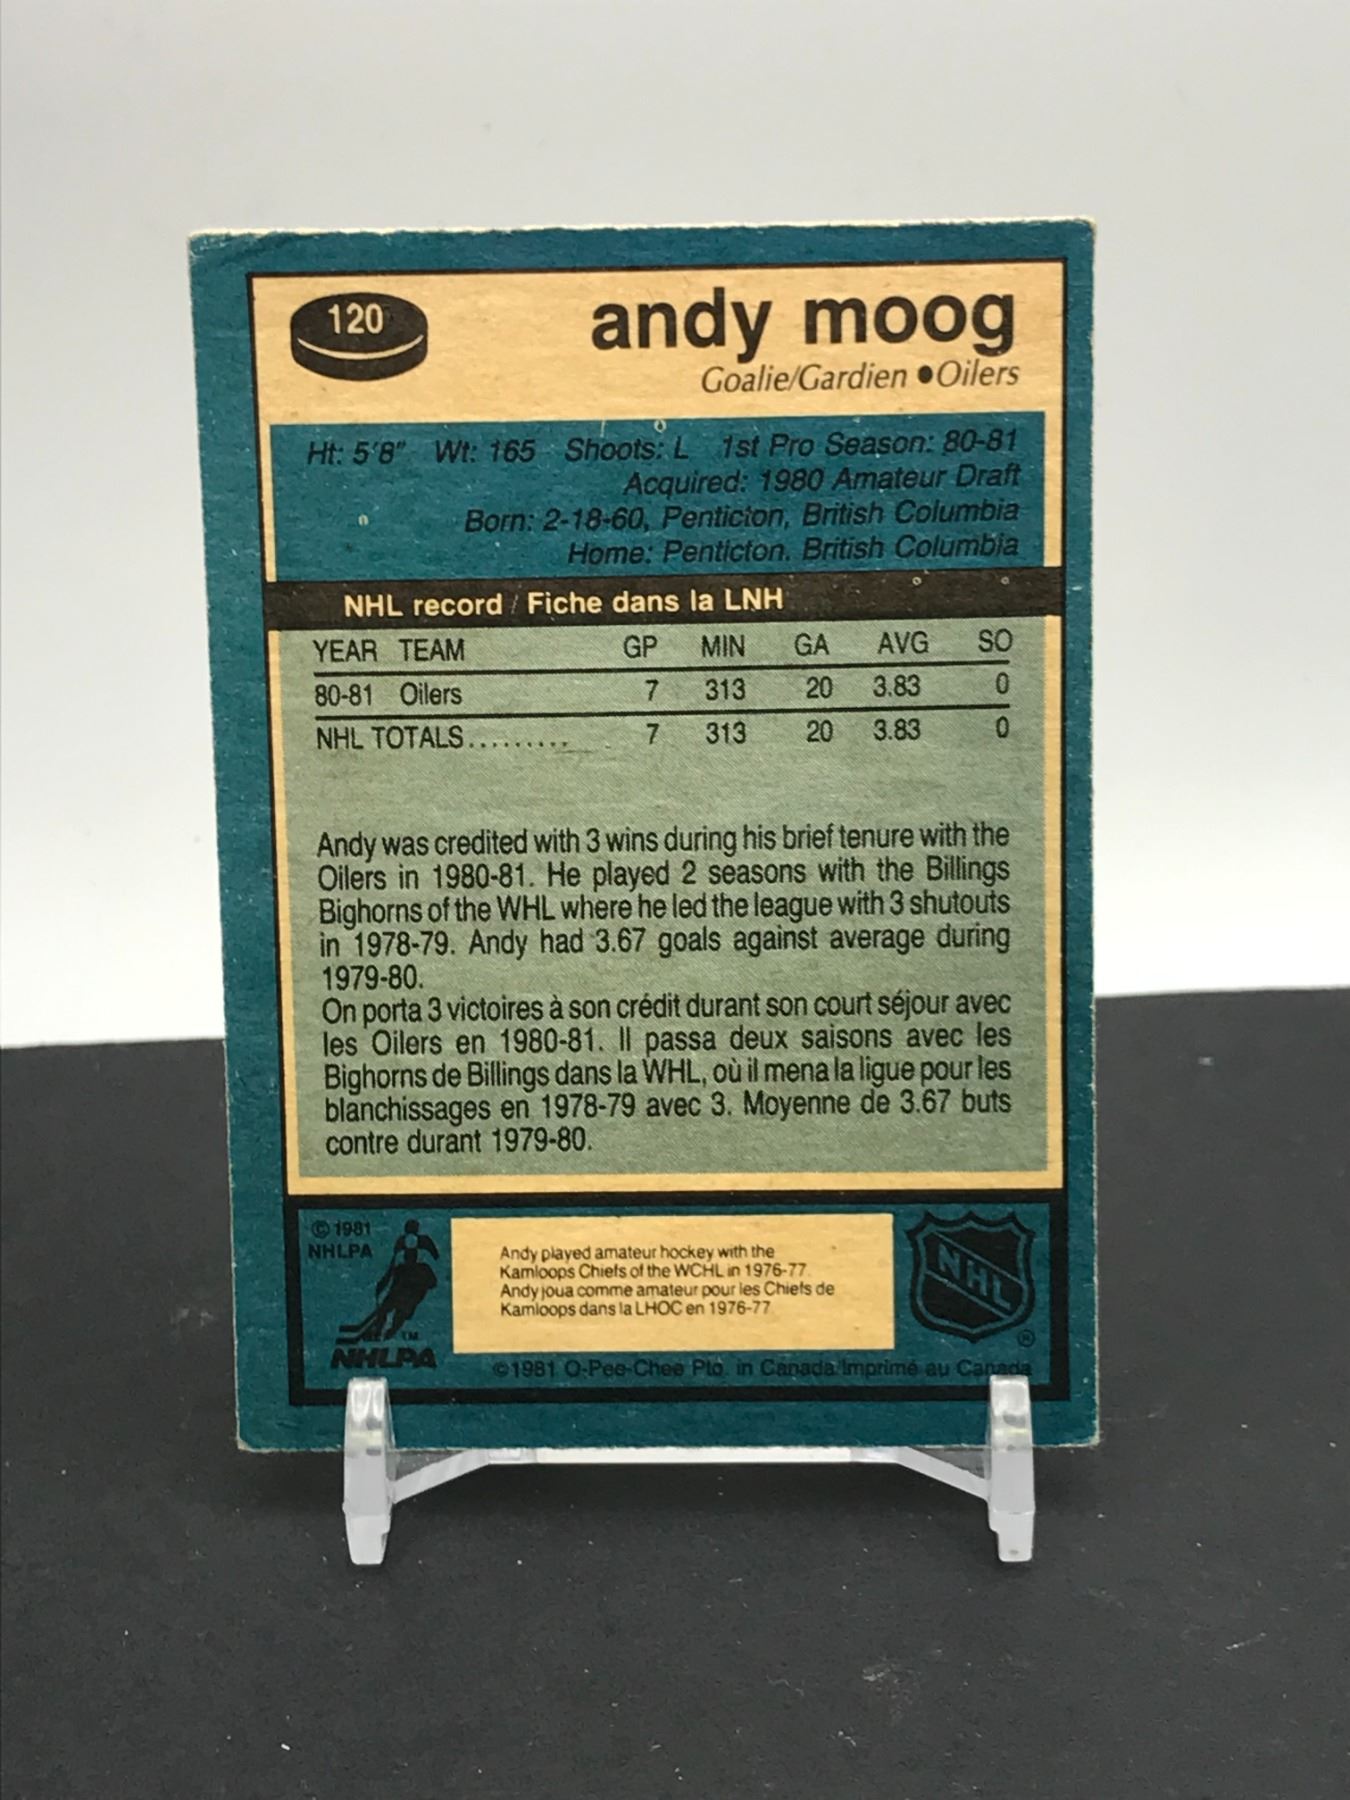 120
andy moog
Goalie/Gardien ● Oilers
Ht: 5'8" Wt: 165 Shoots: L 1st Pro Season: 80-81
Acquired: 1980 Amateur Draft
Born: 2-18-60, Penticton, British Columbia
Home: Penticton, British Columbia
NHL record / Fiche dans la LNH
YEAR TEAM GP MIN GA AVG SO
80-81 Oilers 7 313 20 3.83 0
NHL TOTALS......... 7 313 20 3.83 0
Andy was credited with 3 wins during his brief tenure with the
Oilers in 1980-81. He played 2 seasons with the Billings
Bighorns of the WHL where he led the league with 3 shutouts
in 1978-79. Andy had 3.67 goals against average during
1979-80.
On porta 3 victoires à son crédit durant son court séjour avec
les Oilers en 1980-81. Il passa deux saisons avec les
Bighorns de Billings dans la WHL, où il mena la ligue pour les
blanchissages en 1978-79 avec 3. Moyenne de 3.67 buts
contre durant 1979-80.
© 1981
NHLPA
TM
NHLPA
Andy played amateur hockey with the
Kamloops Chiefs of the WCHL in 1976-77.
Andy joua comme amateur pour les Chiefs de
Kamloops dans la LHOC en 1976-77.
NHL
®
©1981 O-Pee-Chee Ptd. in Canada/Imprimé au Canada